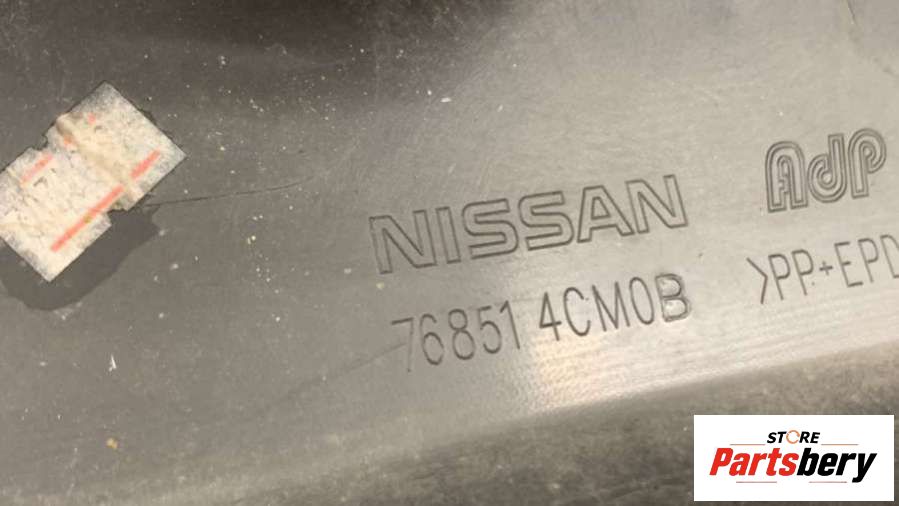 NISSAN AdP
76851 4CM0B >PP+EPD
STORE
Partsbery